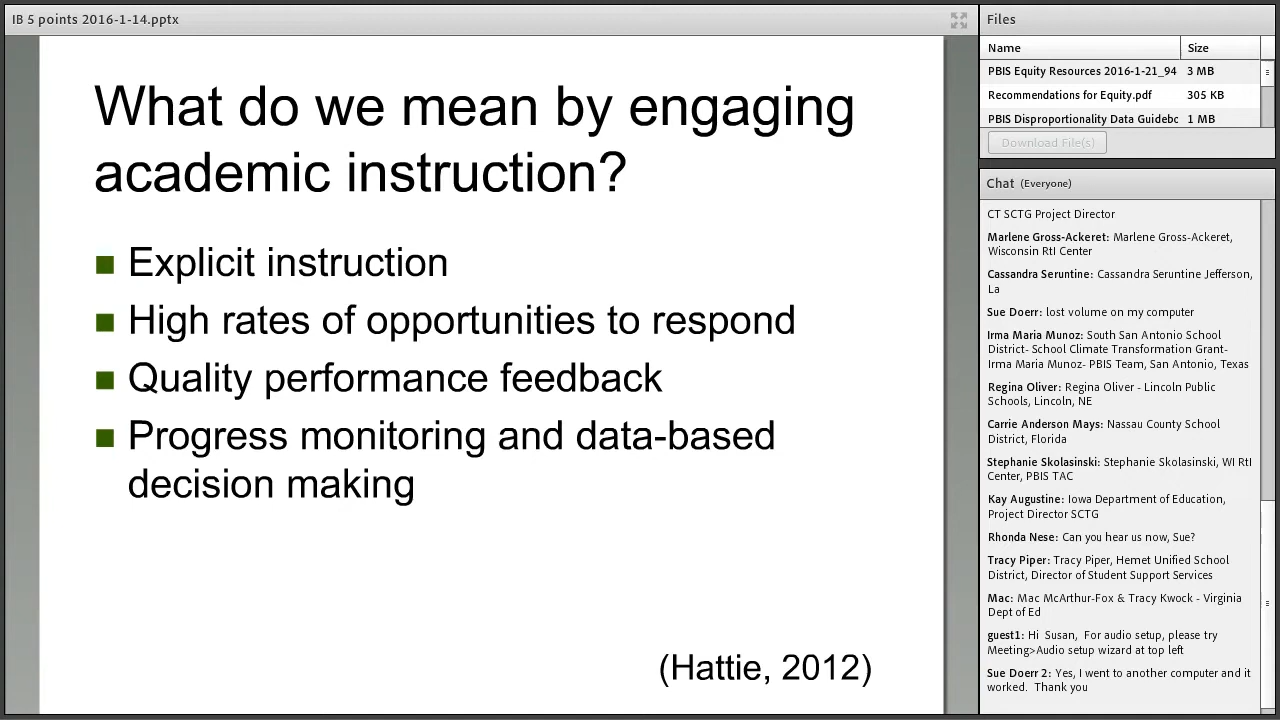 IB 5 points 2016-1-14.pptx
What do we mean by engaging
academic instruction?
Explicit instruction
High rates of opportunities to respond
Quality performance feedback
Progress monitoring and data-based
decision making
(Hattie, 2012)
Files
Name Size
PBIS Equity Resources 2016-1-21_94 3 MB
Recommendations for Equity.pdf 305 KB
PBIS Disproportionality Data Guidebc 1 MB
Download File(s)
Chat (Everyone)
CT SCTG Project Director
Marlene Gross-Ackeret: Marlene Gross-Ackeret,
Wisconsin RtI Center
Cassandra Seruntine: Cassandra Seruntine Jefferson,
La
Sue Doerr: lost volume on my computer
Irma Maria Munoz: South San Antonio School
District- School Climate Transformation Grant-
Irma Maria Munoz- PBIS Team, San Antonio, Texas
Regina Oliver: Regina Oliver - Lincoln Public
Schools, Lincoln, NE
Carrie Anderson Mays: Nassau County School
District, Florida
Stephanie Skolasinski: Stephanie Skolasinski, WI RtI
Center, PBIS TAC
Kay Augustine: Iowa Department of Education,
Project Director SCTG
Rhonda Nese: Can you hear us now, Sue?
Tracy Piper: Tracy Piper, Hemet Unified School
District, Director of Student Support Services
Mac: Mac McArthur-Fox & Tracy Kwock - Virginia
Dept of Ed
guest1: Hi Susan, For audio setup, please try
Meeting>Audio setup wizard at top left
Sue Doerr 2: Yes, I went to another computer and it
worked. Thank you